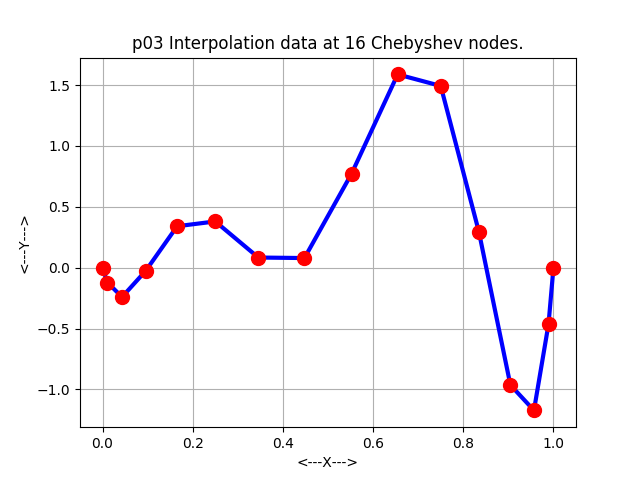 p03 Interpolation data at 16 Chebyshev nodes.
1.5
1.0
0.5
0.0
−0.5
−1.0
<---Y--->
0.0 0.2 0.4 0.6 0.8 1.0
<---X--->